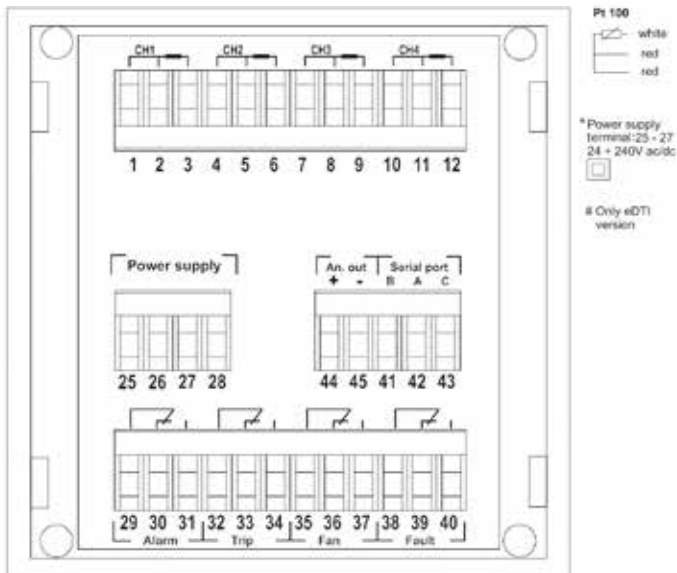 CH1 CH2 CH3 CH4
1 2 3 4 5 6 7 8 9 10 11 12
Power supply
An. out Serial port
+ - B A C
25 26 27 28
44 45 41 42 43
29 30 31 32 33 34 35 36 37 38 39 40
Alarm Trip Fan Fault
Pt 100
white
red
red
*Power supply
terminal:25 - 27
24 ÷ 240V ac/dc
# Only eDTI
version